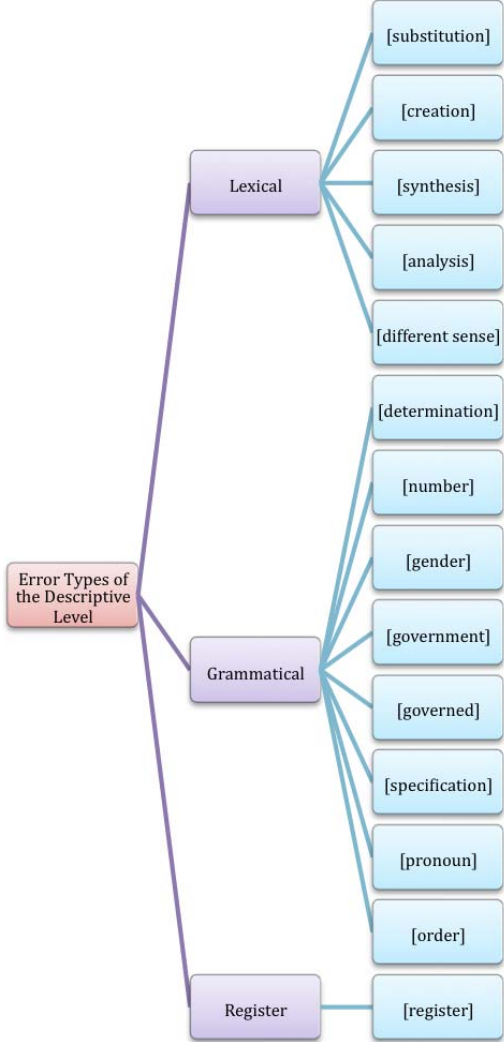 [substitution]
[creation]
Lexical
[synthesis]
[analysis]
[different sense]
[determination]
[number]
[gender]
Error Types of
the Descriptive
Level
[government]
Grammatical
[governed]
[specification]
[pronoun]
[order]
Register
[register]